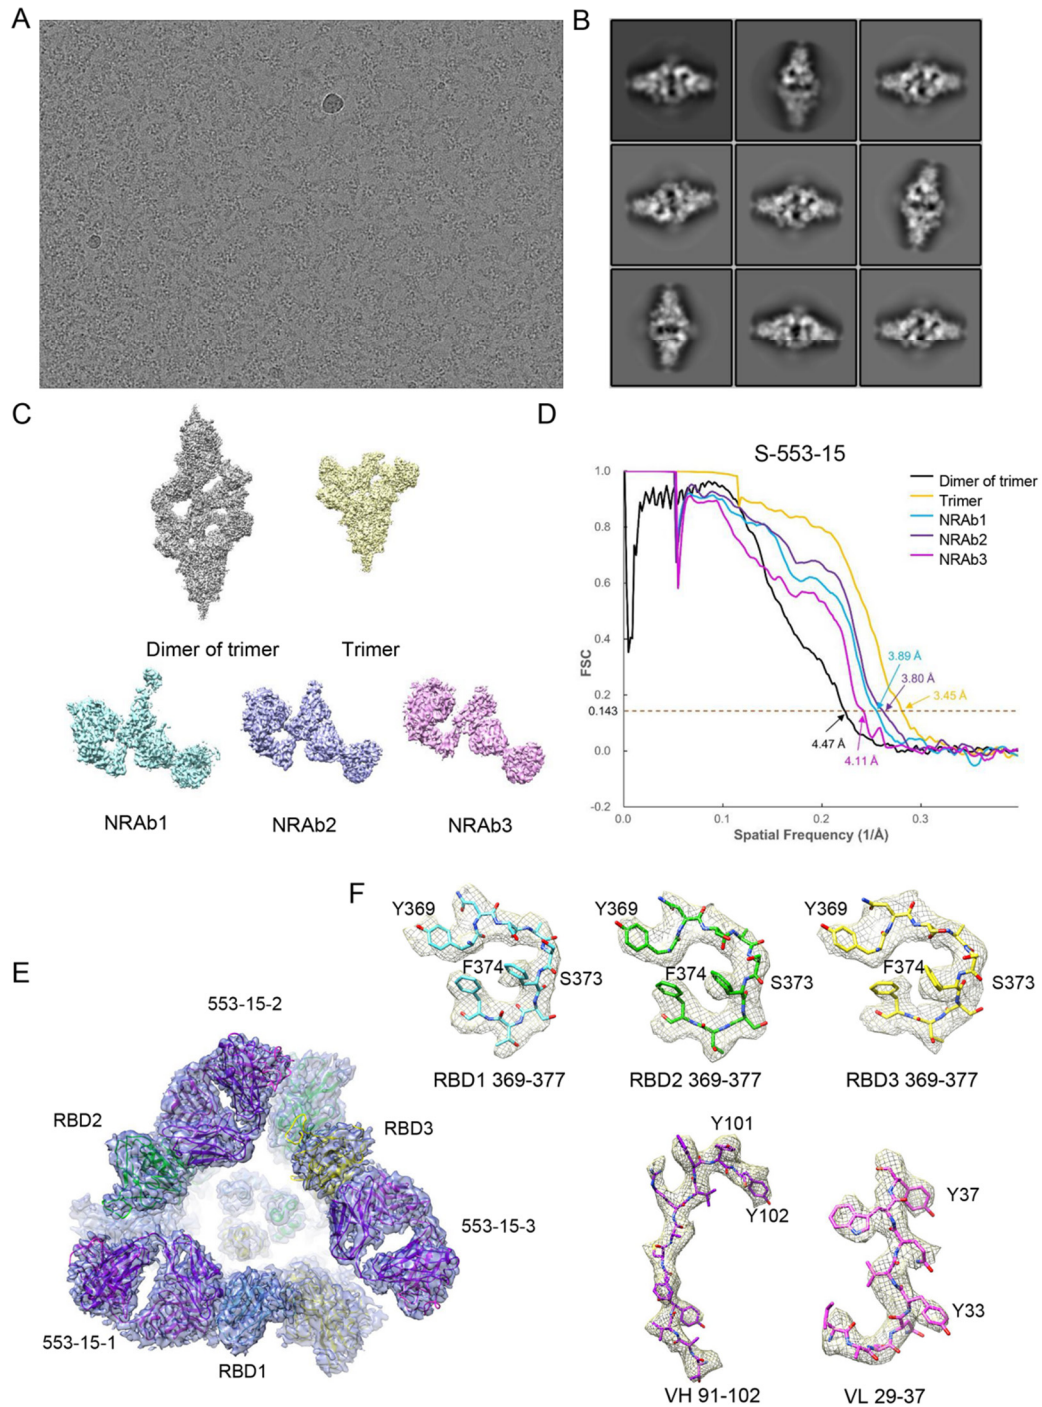 A
B
C
Dimer of trimer
Trimer
NRAb1
NRAb2
NRAb3
D
S-553-15
Dimer of trimer
Trimer
NRAb1
NRAb2
NRAb3
1.0
0.8
0.6
0.4
0.2
0.143
0.0
-0.2
FSC
3.89 Å
3.80 Å
3.45 Å
4.47 Å
4.11 Å
0.0
0.1
0.2
0.3
Spatial Frequency (1/Å)
E
553-15-2
RBD2
RBD3
553-15-3
553-15-1
RBD1
F
Y369
F374
S373
RBD1 369-377
Y369
F374
S373
RBD2 369-377
Y369
F374
S373
RBD3 369-377
Y101
Y102
VH 91-102
Y37
Y33
VL 29-37